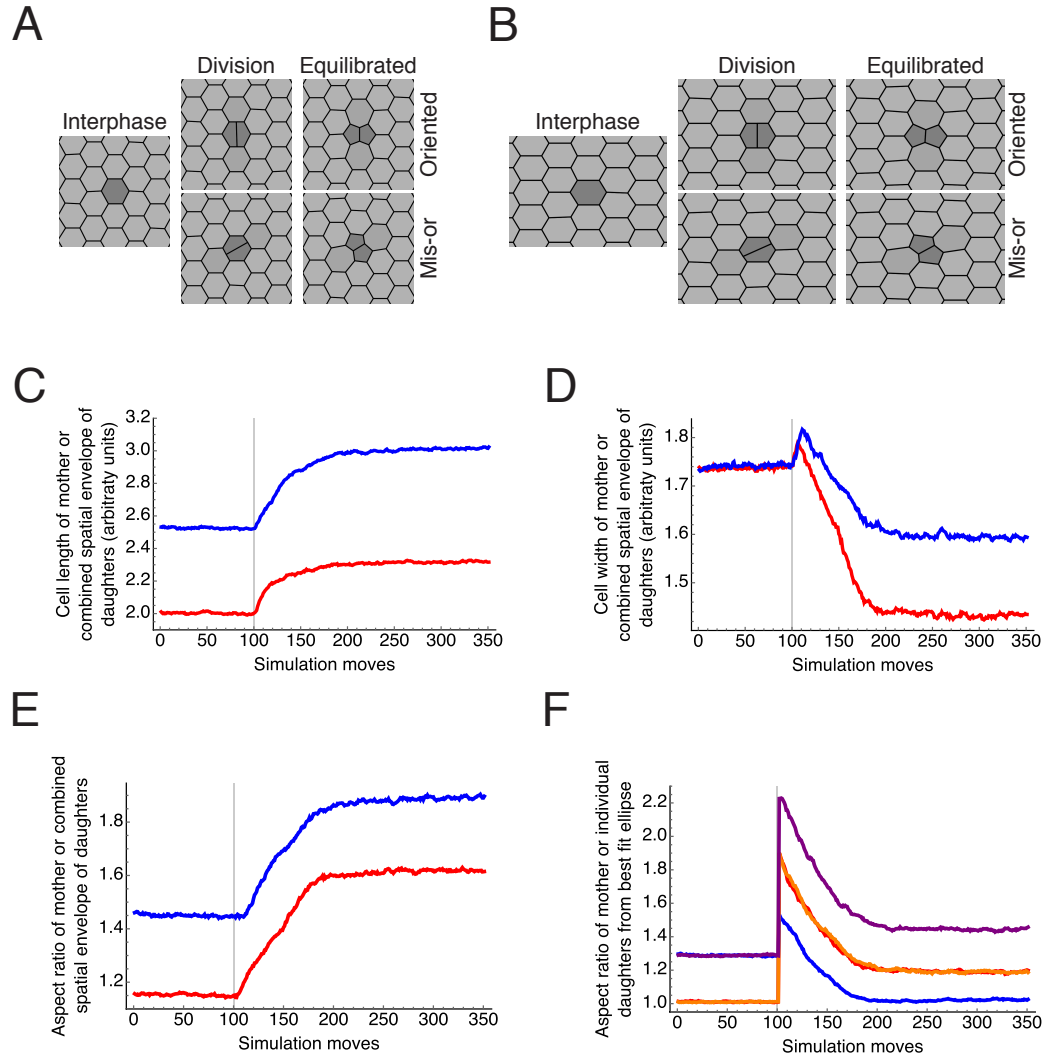 A
B
Division
Equilibrated
Interphase
Oriented
Mis-or
Division
Equilibrated
Interphase
Oriented
Mis-or
C
Cell length of mother or
combined spatial envelope of
daughters (arbitraty units)
3.2
3.0
2.6
2.4
2.2
2.0
0
50
100
150
200
250
300
350
Simulation moves
D
Cell width of mother or
combined spatial envelope of
daughters (arbitraty units)
1.8
1.7
1.6
1.5
0
50
100
150
200
250
300
350
Simulation moves
E
Aspect ratio of mother or combined
spatial envelope of daughters
1.8
1.6
1.4
1.2
0
50
100
150
200
250
300
350
Simulation moves
F
Aspect ratio of mother or individual
daughters from best fit ellipse
2.2
2.0
1.8
1.6
1.4
1.2
1.0
0
50
100
150
200
250
300
350
Simulation moves